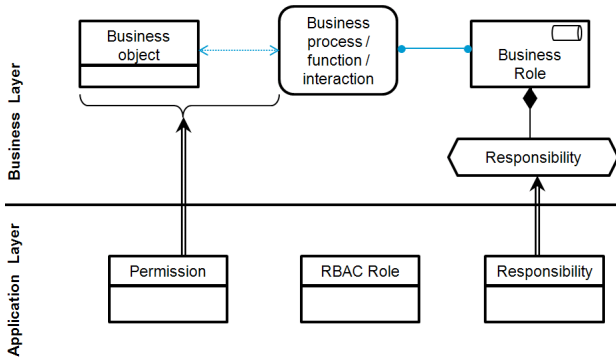 Business
object
Business
process /
function /
interaction
Business
Role
Responsibility
Business Layer
Permission
RBAC Role
Responsibility
Application Layer